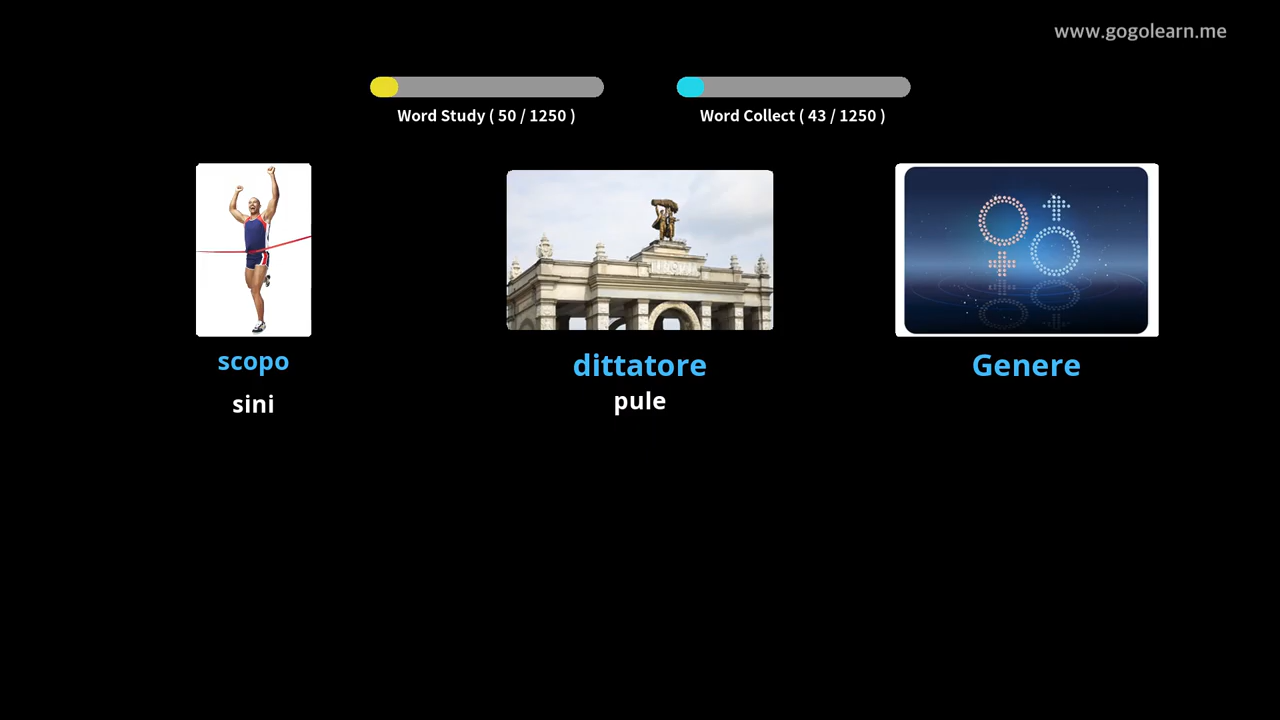 www.gogolearn.me
Word Study ( 50 / 1250 )
Word Collect ( 43 / 1250 )
scopo
dittatore
Genere
sini
pule